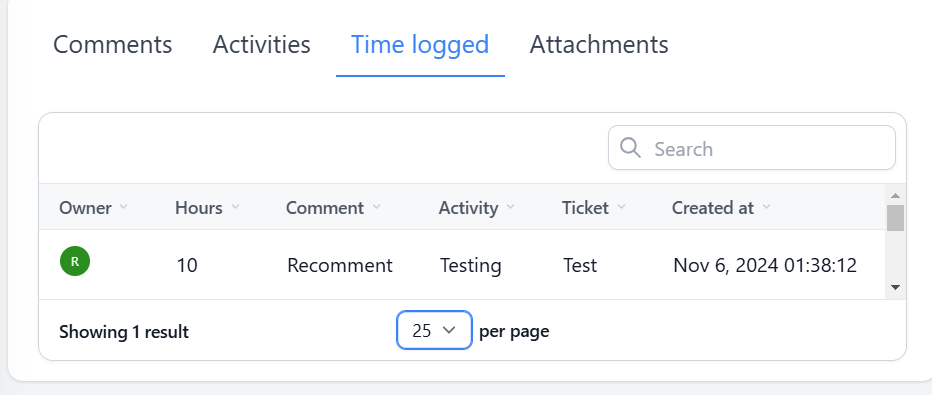 Comments Activities Time logged Attachments
Search
Owner Hours Comment Activity Ticket Created at
R 10 Recomment Testing Test Nov 6, 2024 01:38:12
Showing 1 result 25 per page